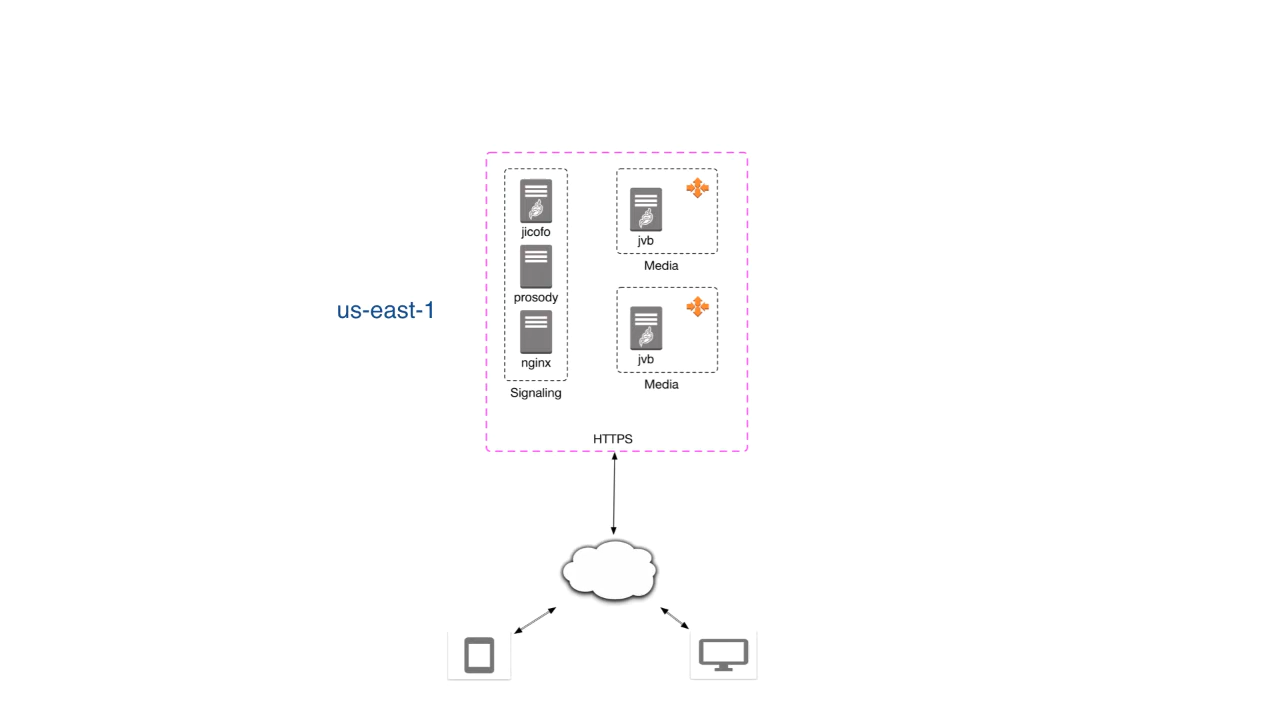 us-east-1
jicofo
prosody
nginx
Signaling
jvb
Media
jvb
Media
HTTPS